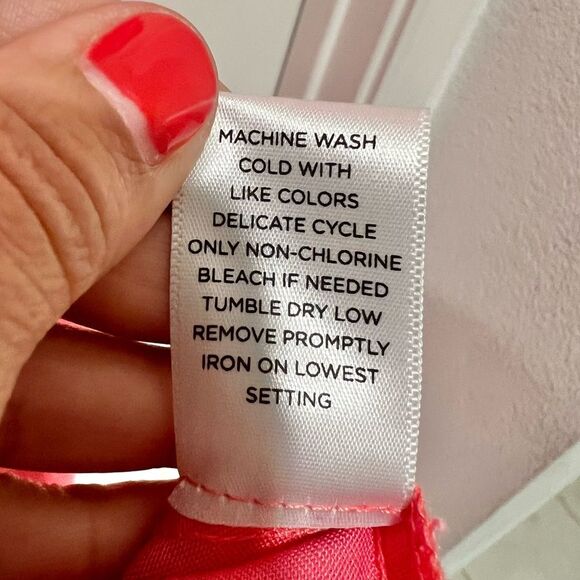 MACHINE WASH
COLD WITH
LIKE COLORS
DELICATE CYCLE
ONLY NON-CHLORINE
BLEACH IF NEEDED
TUMBLE DRY LOW
REMOVE PROMPTLY
IRON ON LOWEST
SETTING